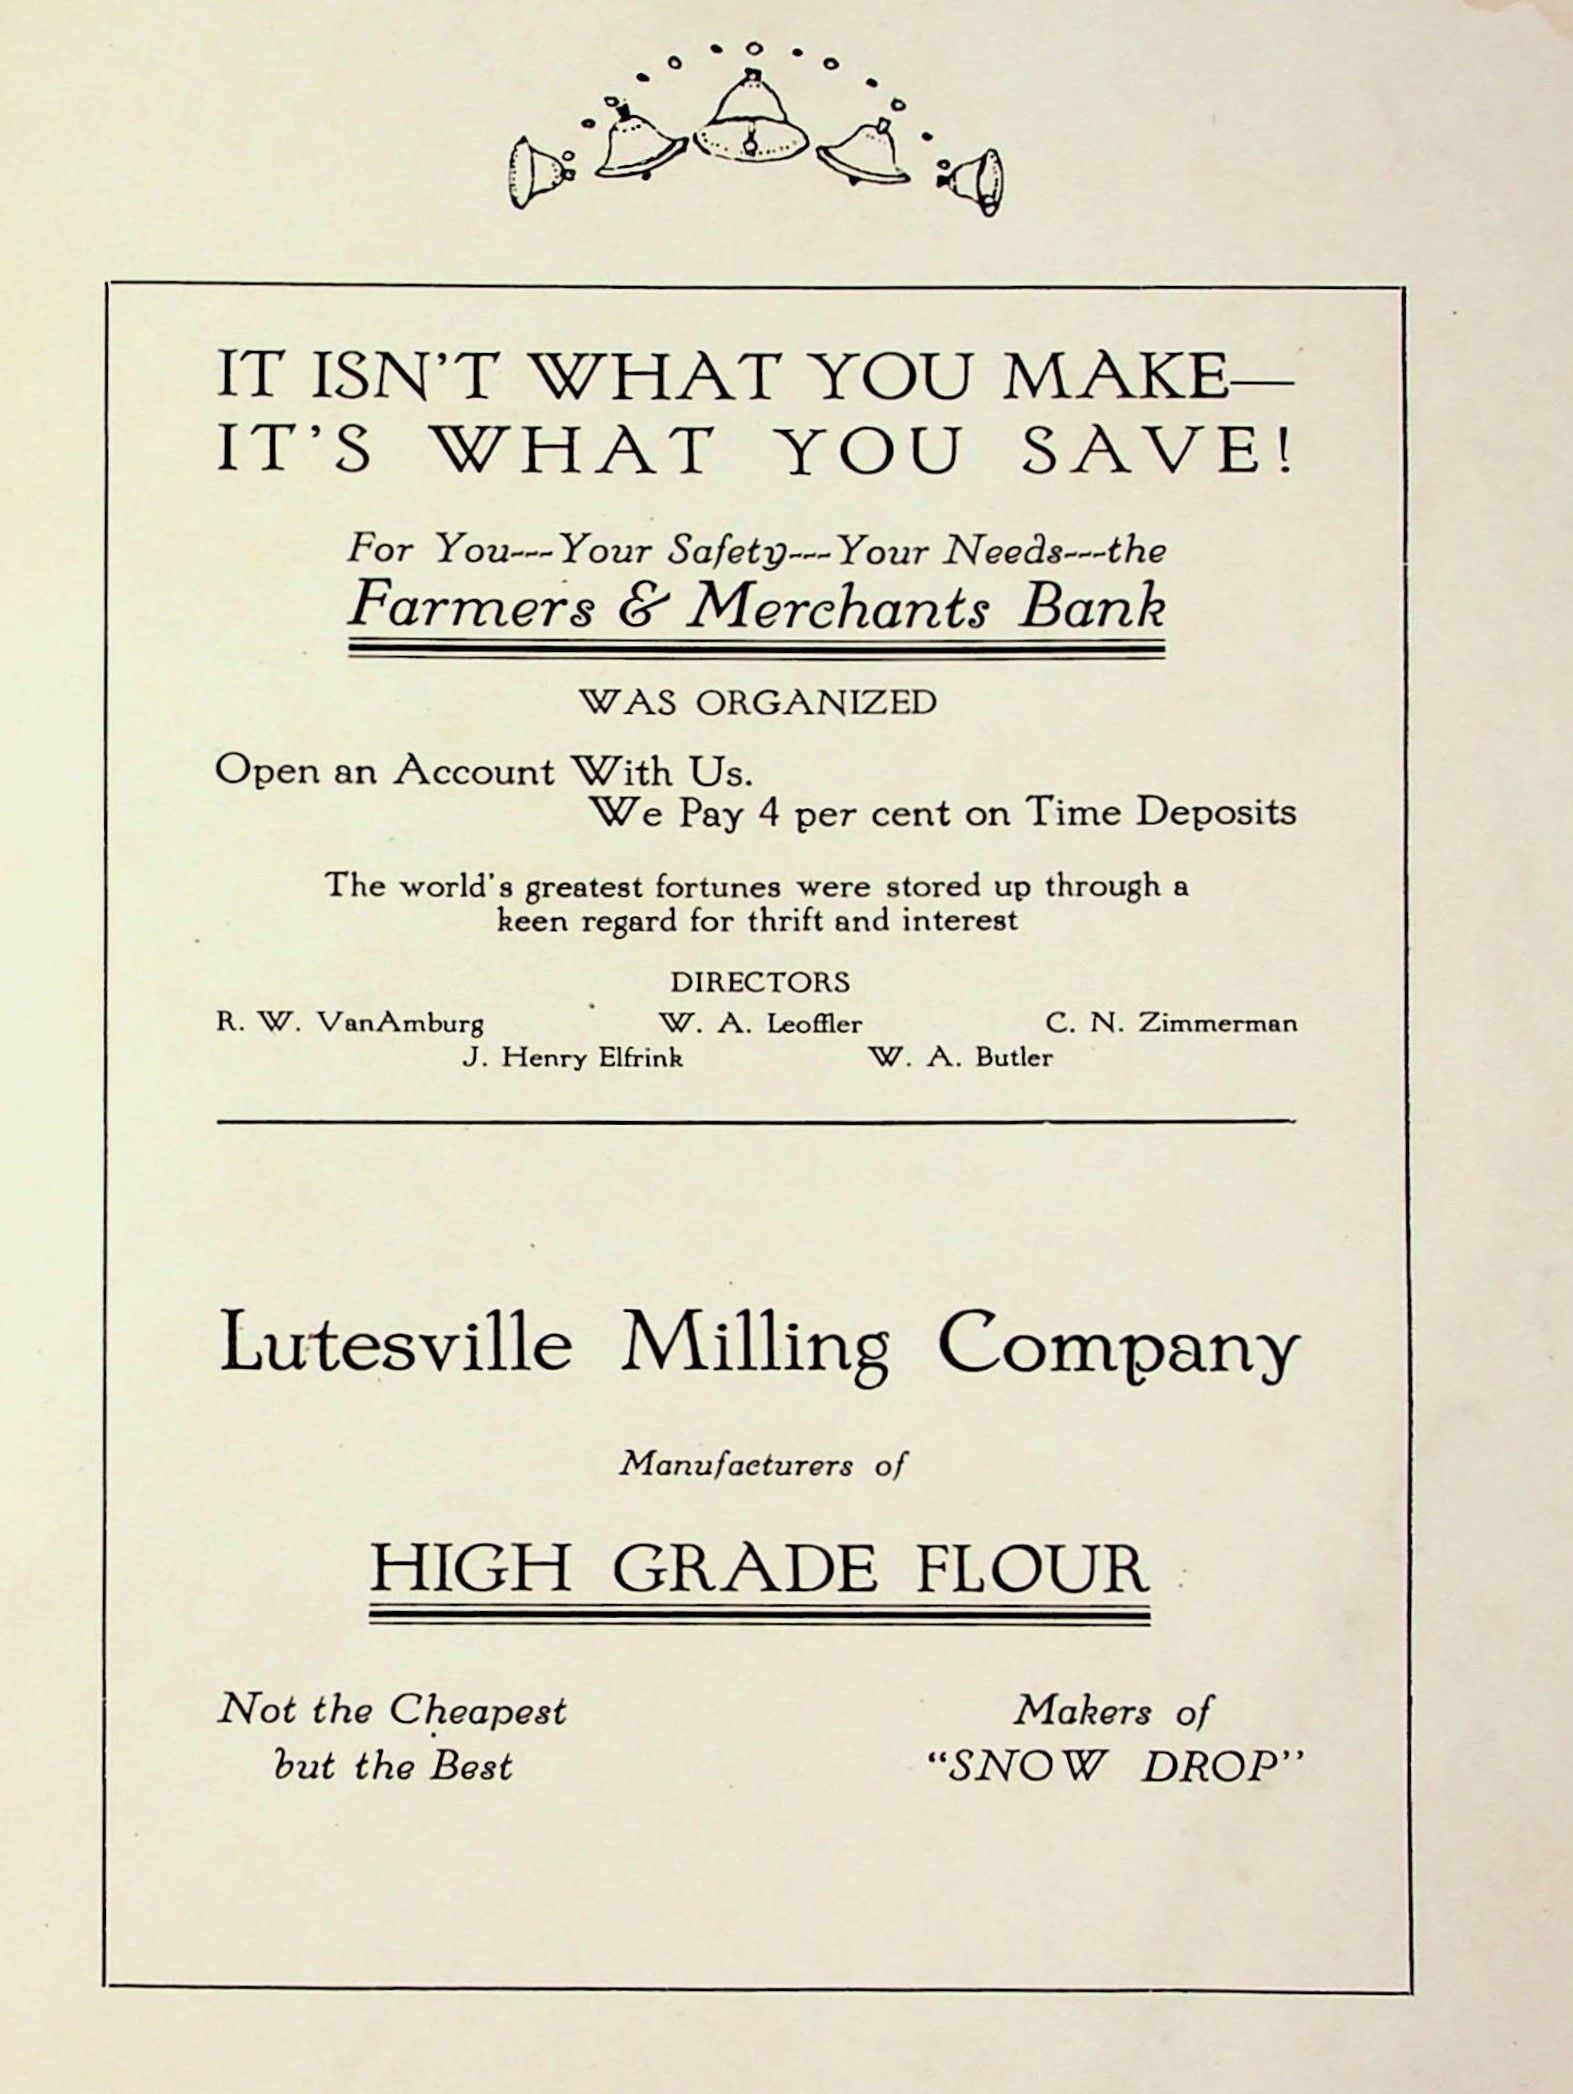 IT ISN'T WHAT YOU MAKE—
IT'S WHAT YOU SAVE!
For You---Your Safety---Your Needs---the
Farmers & Merchants Bank
WAS ORGANIZED
Open an Account With Us.
We Pay 4 per cent on Time Deposits
The world's greatest fortunes were stored up through a
keen regard for thrift and interest
DIRECTORS
R. W. VanAmburg W. A. Leoffler C. N. Zimmerman
J. Henry Elfrink W. A. Butler
Lutesville Milling Company
Manufacturers of
HIGH GRADE FLOUR
Not the Cheapest
but the Best
Makers of
“SNOW DROP”